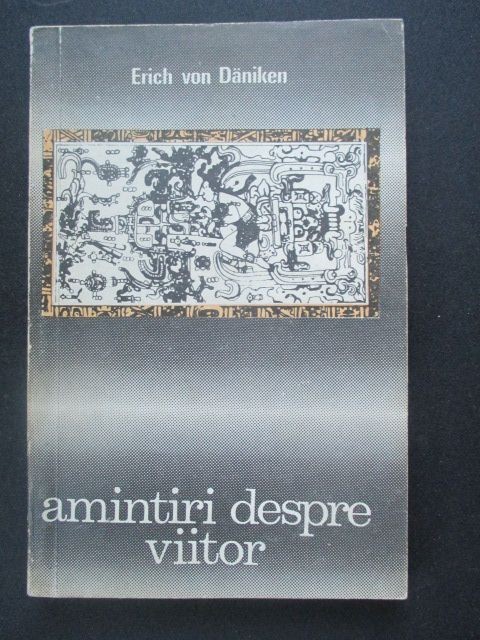 Erich von Däniken
amintiri despre
viitor